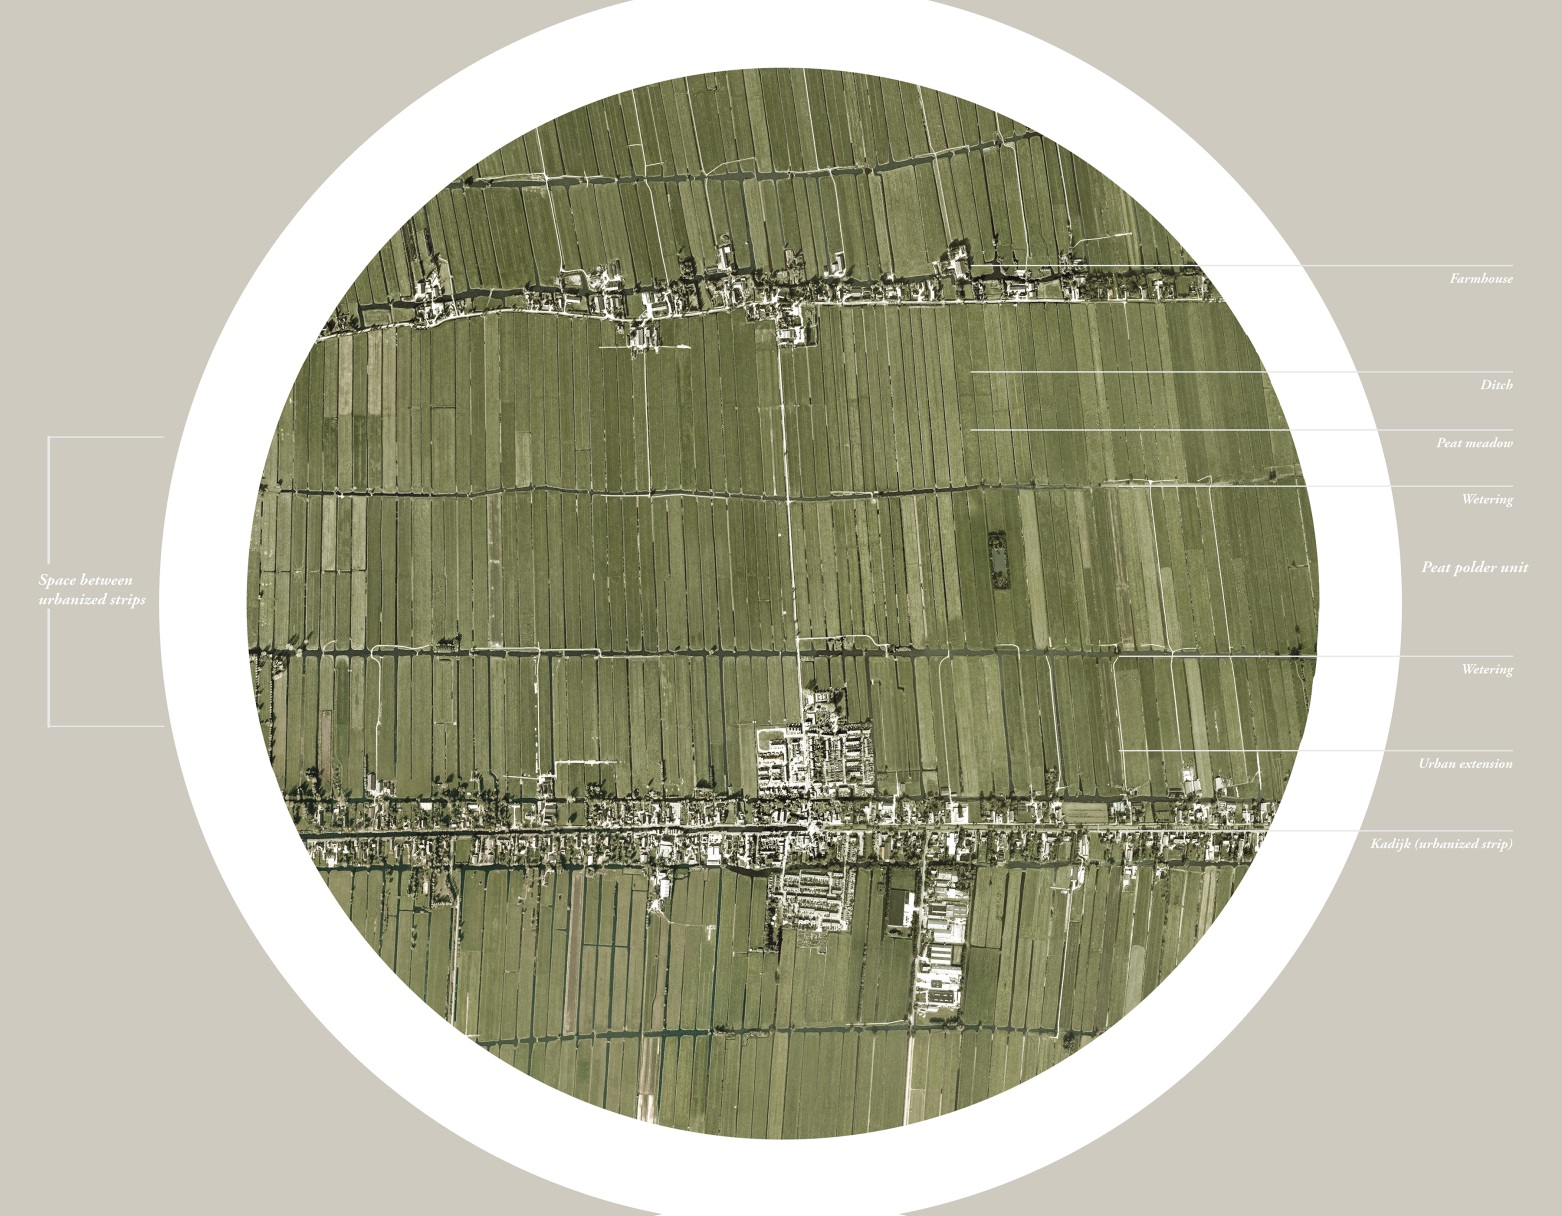 Farmhouse
Ditch
Peat meadow
Wetering
Peat polder unit
Space between
urbanized strips
Wetering
Urban extension
Kadijk (urbanized strip)